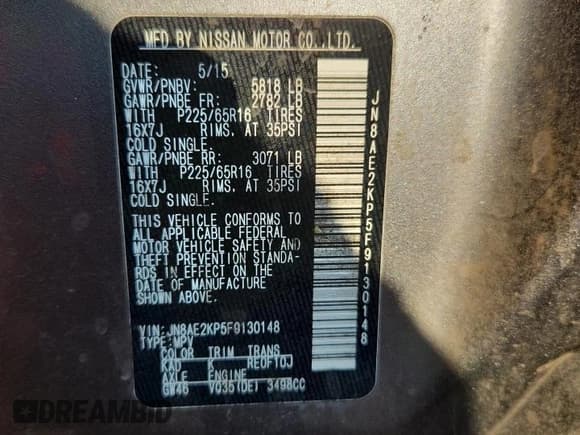 MFD BY NISSAN MOTOR CO.,LTD.
DATE: 5/15
GVWR/PNBV: 5818 LB
GAWR/PNBE FR: 2782 LB
WITH P225/65R16 TIRES
16X7J RIMS, AT 35PSI
COLD SINGLE.
GAWR/PNBE RR: 3071 LB
WITH P225/65R16 TIRES
16X7J RIMS, AT 35PSI
COLD SINGLE.
THIS VEHICLE CONFORMS TO
ALL APPLICABLE FEDERAL
MOTOR VEHICLE SAFETY AND
THEFT PREVENTION STANDA-
RDS IN EFFECT ON THE
DATE OF MANUFACTURE
SHOWN ABOVE.
VIN: JN8AE2KP5F9130148
TYPE: MPV
COLOR TRIM TRANS
KAD REOFTOJ
AXLE ENGINE
GW46 VQ35(DE) 3498CC
JN8AE2KP5F9130148
DREAMBID